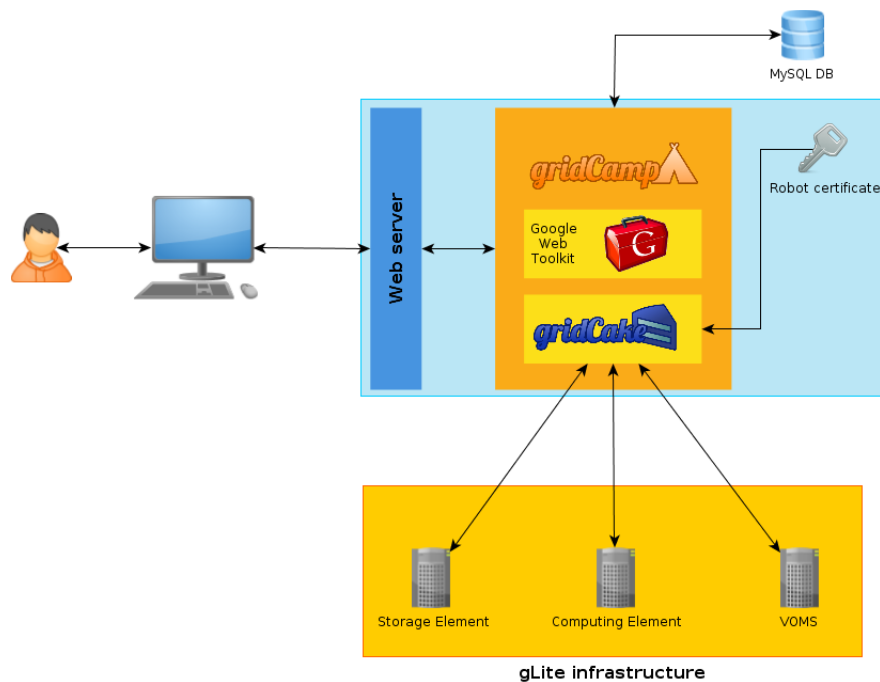 MySQL DB
gridCamp
Robot certificate
Web server
Google
Web
Toolkit
G
gridCake
Storage Element
Computing Element
VOMS
gLite infrastructure